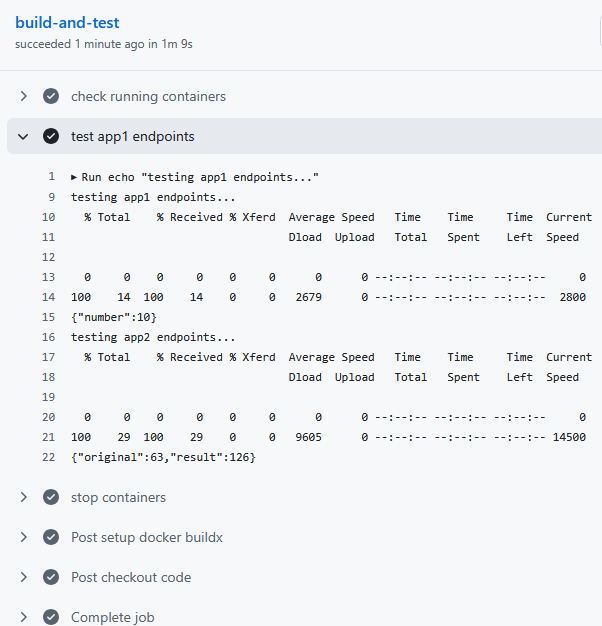 build-and-test
succeeded 1 minute ago in 1m 9s
check running containers
test app1 endpoints
1 ▸ Run echo "testing app1 endpoints..."
9 testing app1 endpoints...
10 % Total % Received % Xferd Average Speed Time Time Time Current
11 Dload Upload Total Spent Left Speed
12
13 0 0 0 0 0 0 0 0 --:--:-- --:--:-- --:--:-- 0
14 100 14 100 14 0 0 2679 0 --:--:-- --:--:-- --:--:-- 2800
15 {"number":10}
16 testing app2 endpoints...
17 % Total % Received % Xferd Average Speed Time Time Time Current
18 Dload Upload Total Spent Left Speed
19
20 0 0 0 0 0 0 0 0 --:--:-- --:--:-- --:--:-- 0
21 100 29 100 29 0 0 9605 0 --:--:-- --:--:-- --:--:-- 14500
22 {"original":63,"result":126}
stop containers
Post setup docker buildx
Post checkout code
Complete job